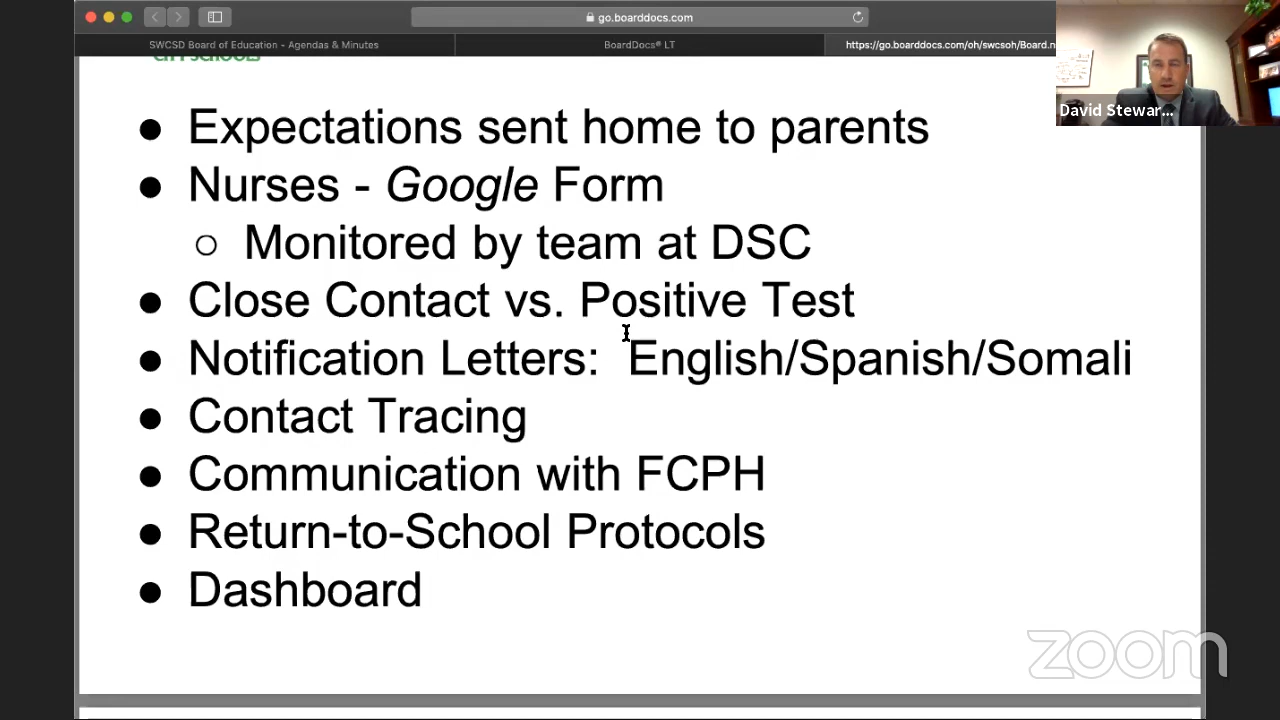 go.boarddocs.com
SWCSD Board of Education - Agendas & Minutes
BoardDocs® LT
https://go.boarddocs.com/oh/swcsoh/Board.n
David Stewar...
● Expectations sent home to parents
● Nurses - Google Form
○ Monitored by team at DSC
● Close Contact vs. Positive Test
● Notification Letters: English/Spanish/Somali
● Contact Tracing
● Communication with FCPH
● Return-to-School Protocols
● Dashboard
zoom